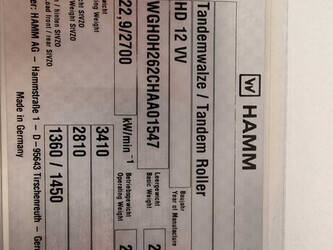 HAMM
Tandemwalze / Tandem Roller
HD 12 VV
Baujahr
Year of Manufacture
WGH0H262CHAA01547
Leergewicht
Basic Weight
22,9/2700
kW/min⁻¹
Betriebsgewicht
Operating Weight
3410
2810
1360 / 1450
HAMM AG - Hammstraße 1 - D-95643 Tirschenreuth - Germany
Made in Germany